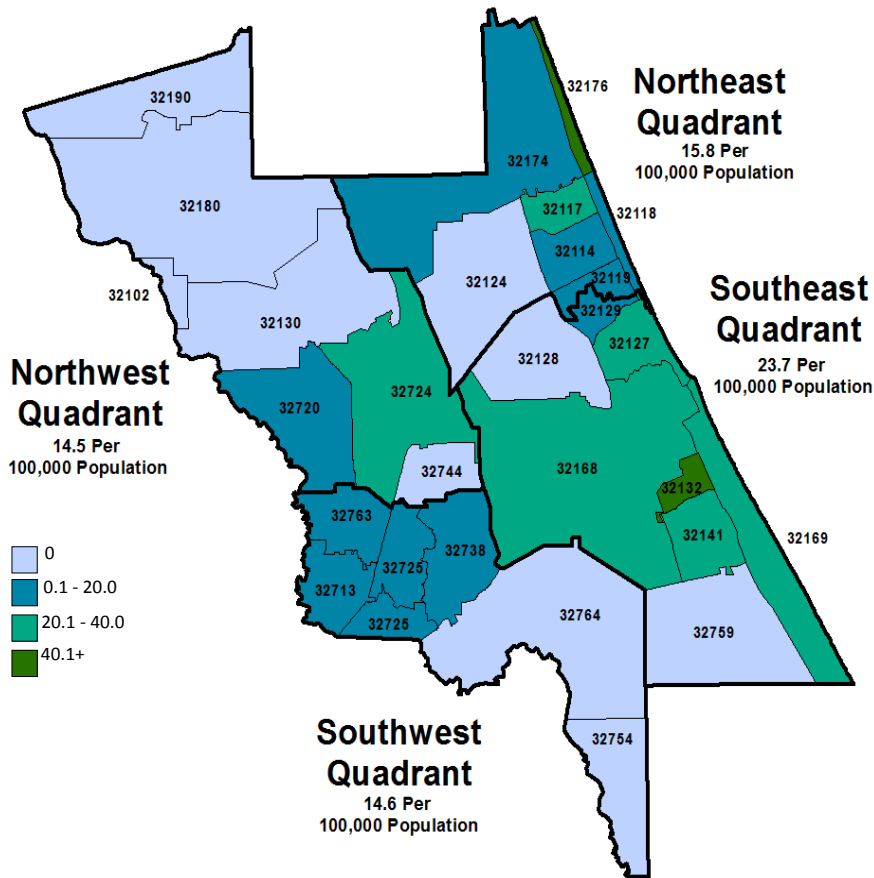 32190
32176
Northeast
Quadrant
15.8 Per
100,000 Population
32174
32180
32117
32118
32114
32124
32119
32102
32130
32129
Southeast
Quadrant
23.7 Per
100,000 Population
32127
32128
Northwest
Quadrant
14.5 Per
100,000 Population
32724
32720
32744
32168
32132
32763
32738
32141
32169
32725
32713
32725
0
0.1 - 20.0
20.1 - 40.0
40.1+
32764
32759
Southwest
Quadrant
14.6 Per
100,000 Population
32754